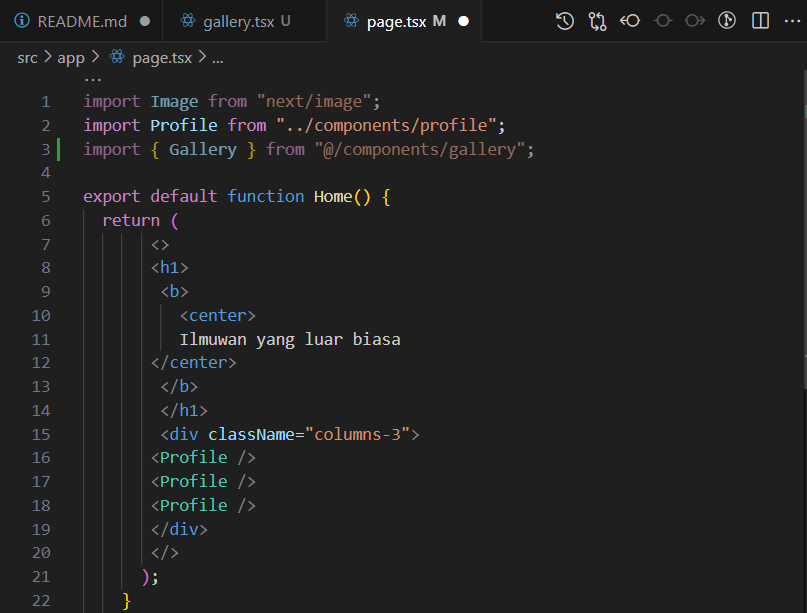 README.md
gallery.tsx U
page.tsx M
src > app > page.tsx > ...
...
1 import Image from "next/image";
2 import Profile from "../components/profile";
3 import { Gallery } from "@/components/gallery";
4
5 export default function Home() {
6 return (
7 <>
8 <h1>
9 <b>
10 <center>
11 Ilmuwan yang luar biasa
12 </center>
13 </b>
14 </h1>
15 <div className="columns-3">
16 <Profile />
17 <Profile />
18 <Profile />
19 </div>
20 </>
21 );
22 }